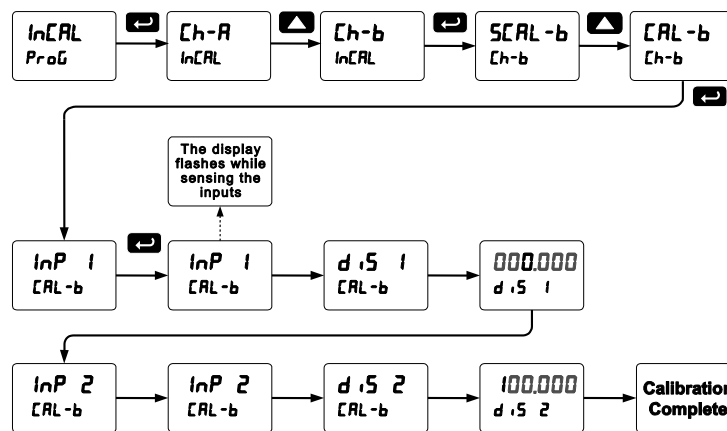 InCAL
ProG
Ch-A
InCAL
Ch-b
InCAL
SCAL-b
Ch-b
CAL-b
Ch-b
The display
flashes while
sensing the
inputs
InP 1
CAL-b
InP 1
CAL-b
diS 1
CAL-b
000.000
diS 1
InP 2
CAL-b
InP 2
CAL-b
diS 2
CAL-b
100.000
diS 2
Calibration
Complete